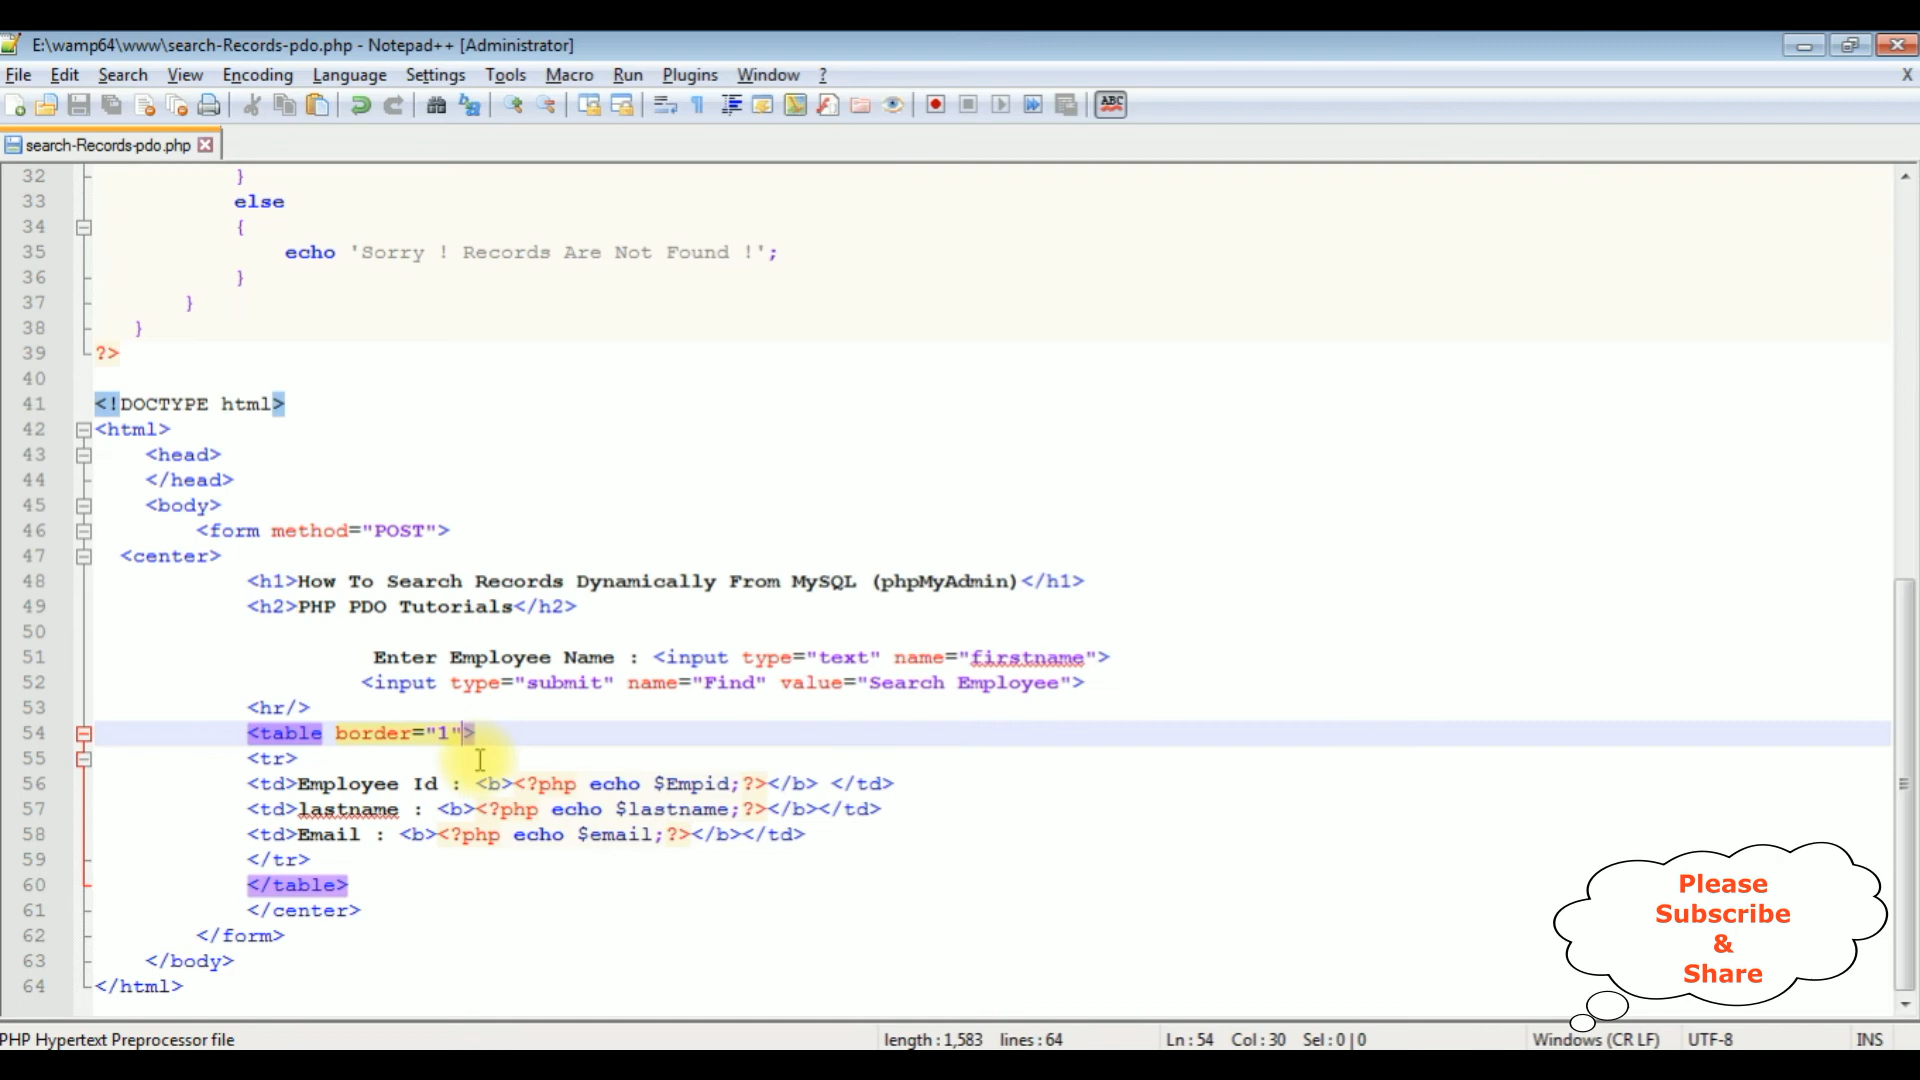 E:\wamp64\www\search-Records-pdo.php - Notepad++ [Administrator]
File Edit Search View Encoding Language Settings Tools Macro Run Plugins Window ? X
ABC
search-Records-pdo.php
32 }
33 else
34 {
35 echo 'Sorry ! Records Are Not Found !';
36 }
37 }
38 }
39 ?>
40
41 <!DOCTYPE html>
42 <html>
43 <head>
44 </head>
45 <body>
46 <form method="POST">
47 <center>
48 <h1>How To Search Records Dynamically From MySQL (phpMyAdmin)</h1>
49 <h2>PHP PDO Tutorials</h2>
50
51 Enter Employee Name : <input type="text" name="firstname">
52 <input type="submit" name="Find" value="Search Employee">
53 <hr/>
54 <table border="1">
55 <tr>
56 <td>Employee Id : <b><?php echo $Empid;?></b> </td>
57 <td>lastname : <b><?php echo $lastname;?></b></td>
58 <td>Email : <b><?php echo $email;?></b></td>
59 </tr>
60 </table>
61 </center>
62 </form>
63 </body>
64 </html>
Please
Subscribe
&
Share
PHP Hypertext Preprocessor file length : 1,583 lines : 64 Ln : 54 Col : 30 Sel : 0 | 0 Windows (CR LF) UTF-8 INS